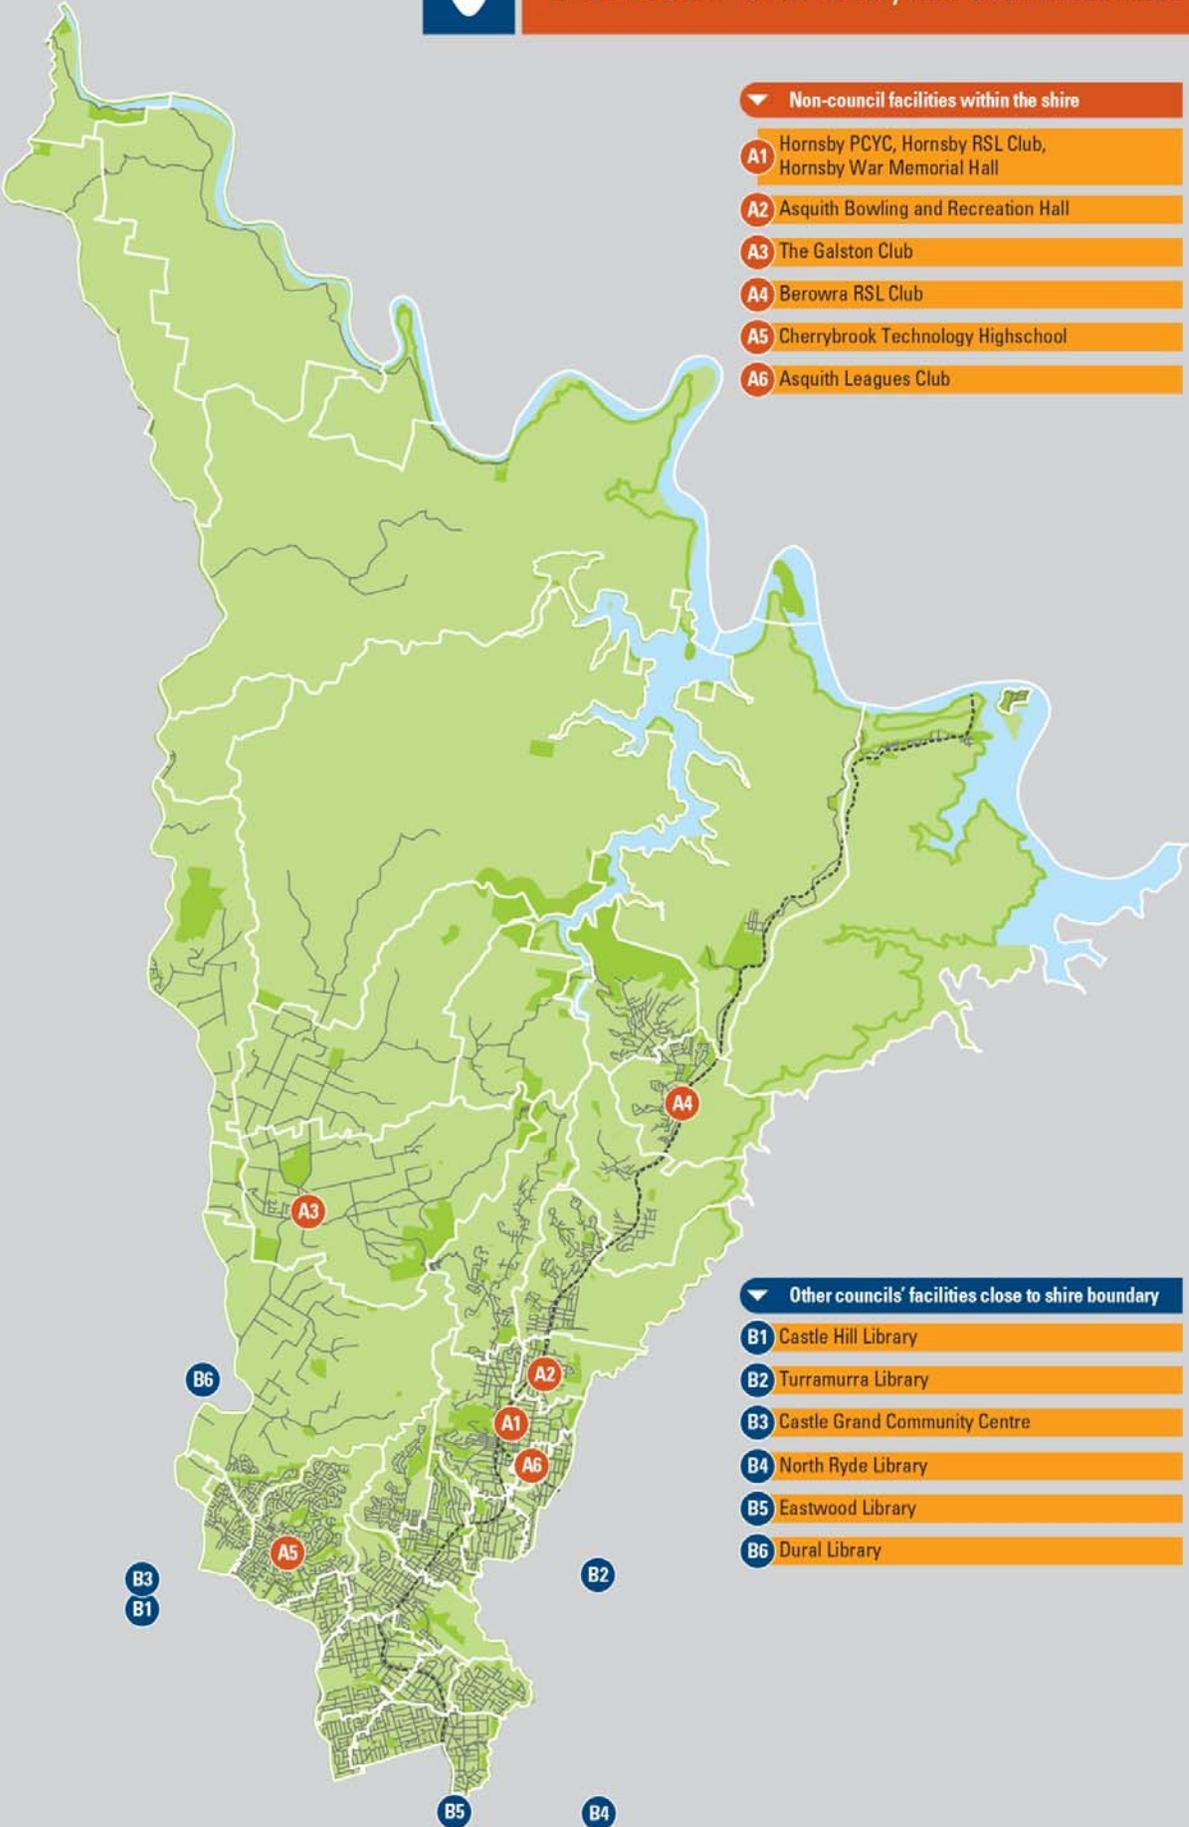 Non-council facilities within the shire
A1 Hornsby PCYC, Hornsby RSL Club,
Hornsby War Memorial Hall
A2 Asquith Bowling and Recreation Hall
A3 The Galston Club
A4 Berowra RSL Club
A5 Cherrybrook Technology Highschool
A6 Asquith Leagues Club
A4
A3
Other councils' facilities close to shire boundary
B1 Castle Hill Library
B2 Turramurra Library
B3 Castle Grand Community Centre
B4 North Ryde Library
B5 Eastwood Library
B6 Dural Library
B6
A2
A1
A6
A5
B3
B2
B1
B5
B4